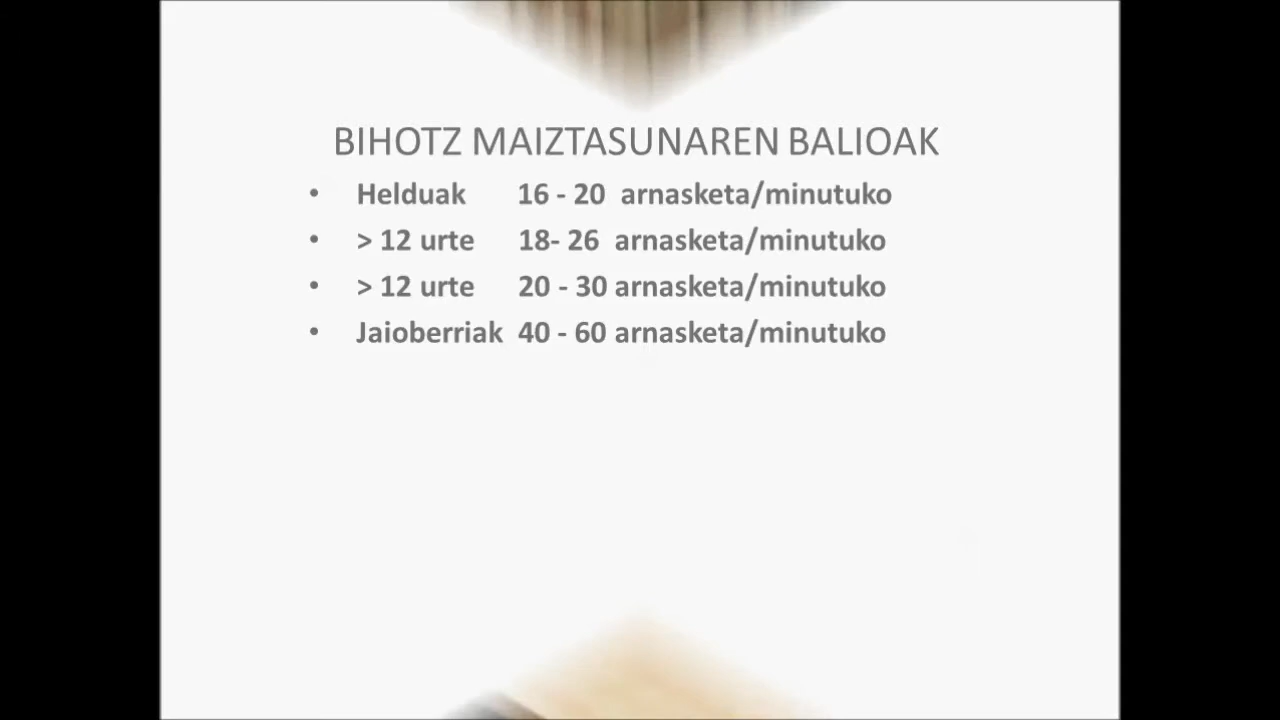 BIHOTZ MAIZTASUNAREN BALIOAK
• Helduak 16 - 20 arnasketa/minutuko
• > 12 urte 18- 26 arnasketa/minutuko
• > 12 urte 20 - 30 arnasketa/minutuko
• Jaioberriak 40 - 60 arnasketa/minutuko